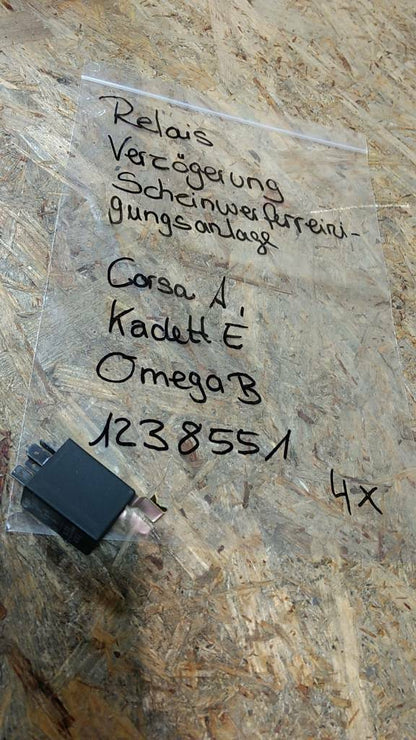 Relais
Verzögerung
Scheinwerferreini-
gungsanlage
Corsa A,
Kadett E
Omega B
1238551
4x